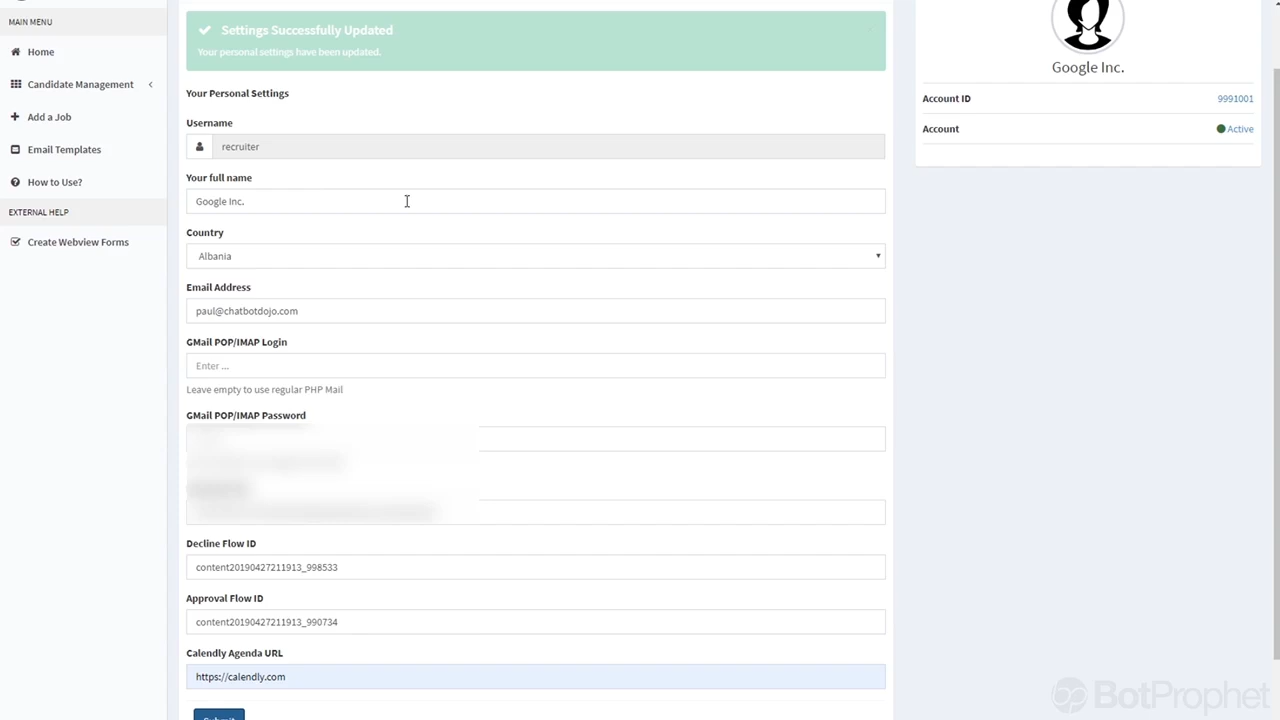 MAIN MENU
Home
Candidate Management
Add a Job
Email Templates
How to Use?
EXTERNAL HELP
Create Webview Forms
Settings Successfully Updated
Your personal settings have been updated.
Your Personal Settings
Username
recruiter
Your full name
Google Inc.
Country
Albania
Email Address
paul@chatbotdojo.com
GMail POP/IMAP Login
Enter ...
Leave empty to use regular PHP Mail
GMail POP/IMAP Password
Decline Flow ID
content20190427211913_998533
Approval Flow ID
content20190427211913_990734
Calendly Agenda URL
https://calendly.com
Submit
Google Inc.
Account ID 9991001
Account Active
BotProphet